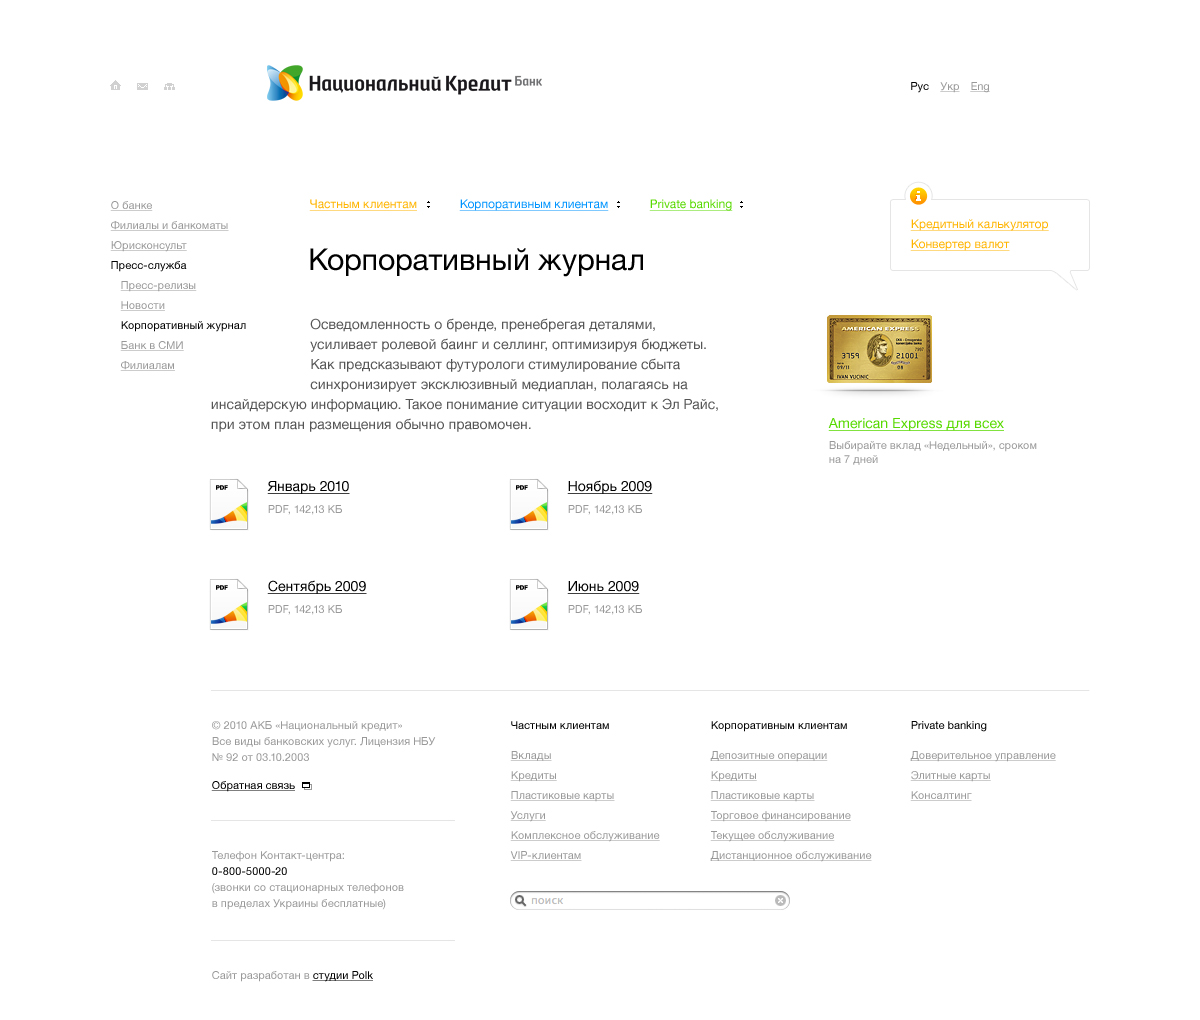 Національний Кредит Банк
Рус Укр Eng
О банке
Филиалы и банкоматы
Юрисконсульт
Пресс-служба
Пресс-релизы
Новости
Корпоративный журнал
Банк в СМИ
Филиалам
Частным клиентам Корпоративным клиентам Private banking
Кредитный калькулятор
Конвертер валют
Корпоративный журнал
Осведомленность о бренде, пренебрегая деталями,
усиливает ролевой баинг и селлинг, оптимизируя бюджеты.
Как предсказывают футурологи стимулирование сбыта
синхронизирует эксклюзивный медиаплан, полагаясь на
инсайдерскую информацию. Такое понимание ситуации восходит к Эл Райс,
при этом план размещения обычно правомочен.
AMERICAN EXPRESS
3759 21001
IVAN YUCINIC
American Express для всех
Выбирайте вклад «Недельный», сроком
на 7 дней
PDF
Январь 2010
PDF, 142,13 КБ
PDF
Ноябрь 2009
PDF, 142,13 КБ
PDF
Сентябрь 2009
PDF, 142,13 КБ
PDF
Июнь 2009
PDF, 142,13 КБ
© 2010 АКБ «Национальный кредит»
Все виды банковских услуг. Лицензия НБУ
№ 92 от 03.10.2003
Обратная связь
Телефон Контакт-центра:
0-800-5000-20
(звонки со стационарных телефонов
в пределах Украины бесплатные)
Сайт разработан в студии Polk
Частным клиентам
Вклады
Кредиты
Пластиковые карты
Услуги
Комплексное обслуживание
VIP-клиентам
Корпоративным клиентам
Депозитные операции
Кредиты
Пластиковые карты
Торговое финансирование
Текущее обслуживание
Дистанционное обслуживание
Private banking
Доверительное управление
Элитные карты
Консалтинг
поиск